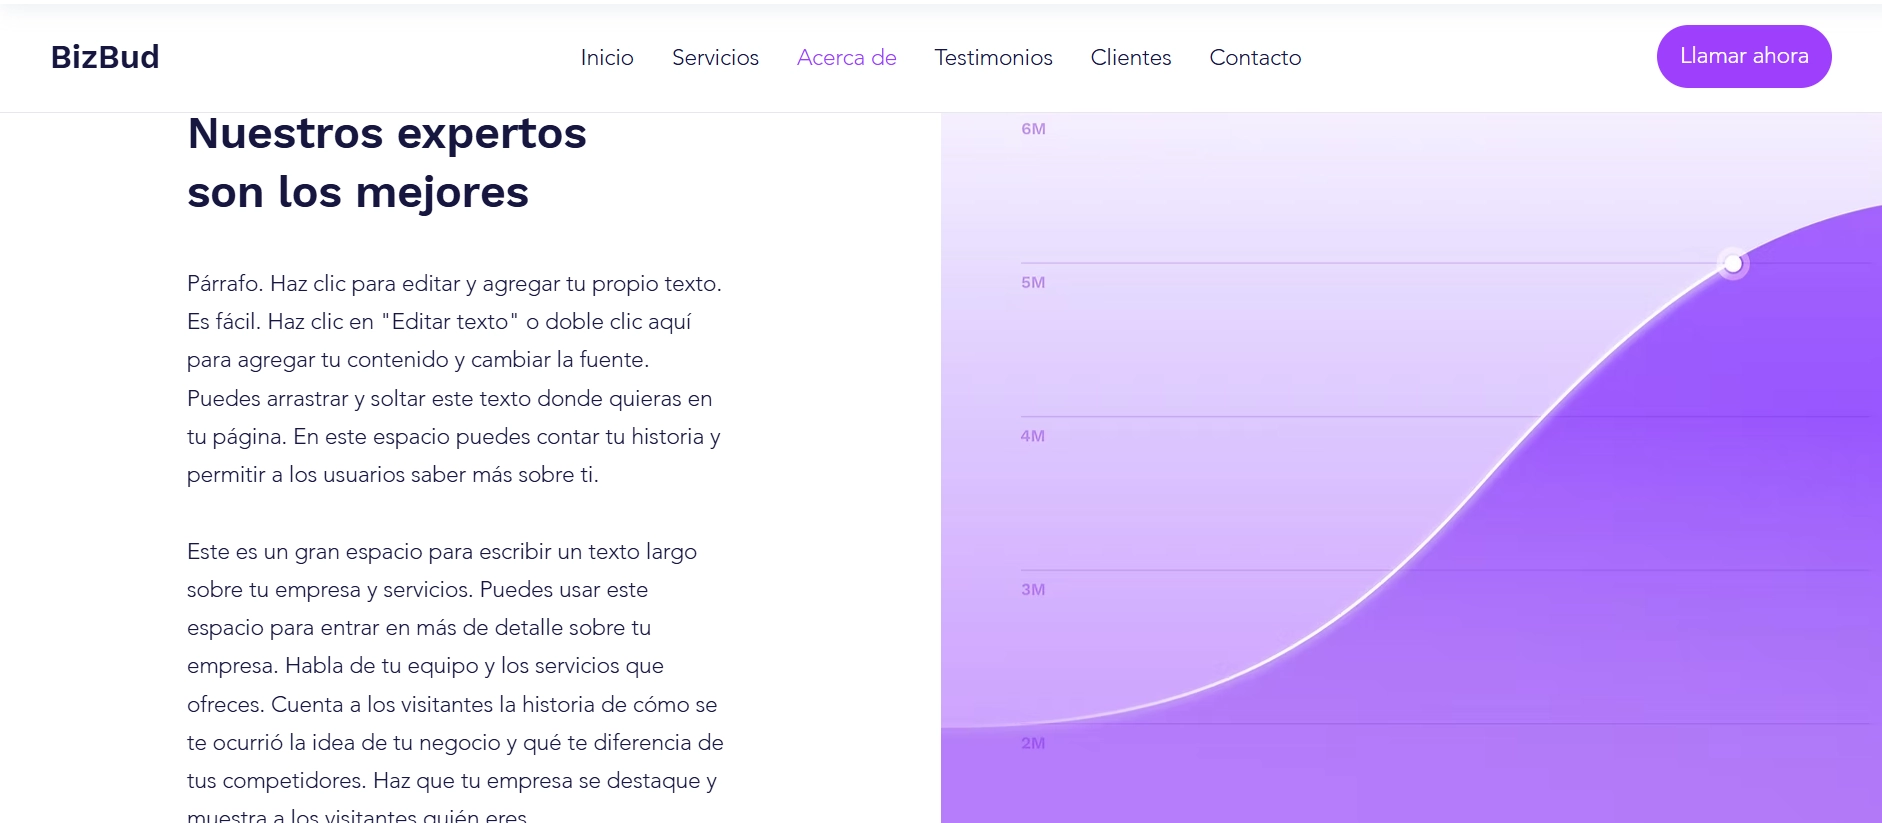 BizBud
Inicio
Servicios
Acerca de
Testimonios
Clientes
Contacto
Llamar ahora
Nuestros expertos
son los mejores
Párrafo. Haz clic para editar y agregar tu propio texto.
Es fácil. Haz clic en "Editar texto" o doble clic aquí
para agregar tu contenido y cambiar la fuente.
Puedes arrastrar y soltar este texto donde quieras en
tu página. En este espacio puedes contar tu historia y
permitir a los usuarios saber más sobre ti.
Este es un gran espacio para escribir un texto largo
sobre tu empresa y servicios. Puedes usar este
espacio para entrar en más de detalle sobre tu
empresa. Habla de tu equipo y los servicios que
ofreces. Cuenta a los visitantes la historia de cómo se
te ocurrió la idea de tu negocio y qué te diferencia de
tus competidores. Haz que tu empresa se destaque y
muestra a los visitantes quién eres.
6M
5M
4M
3M
2M